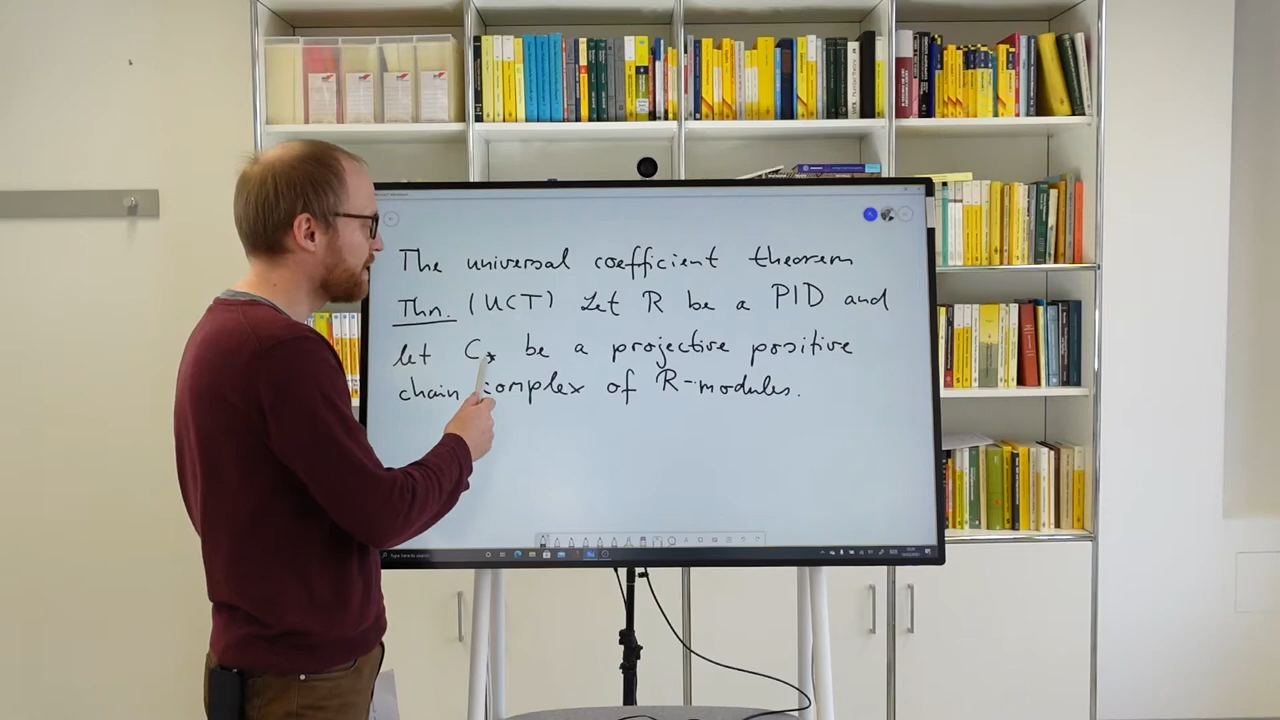 The universal coefficient theorem
Thm. (UCT) Let R be a PID and
let C* be a projective positive
chain complex of R-modules.